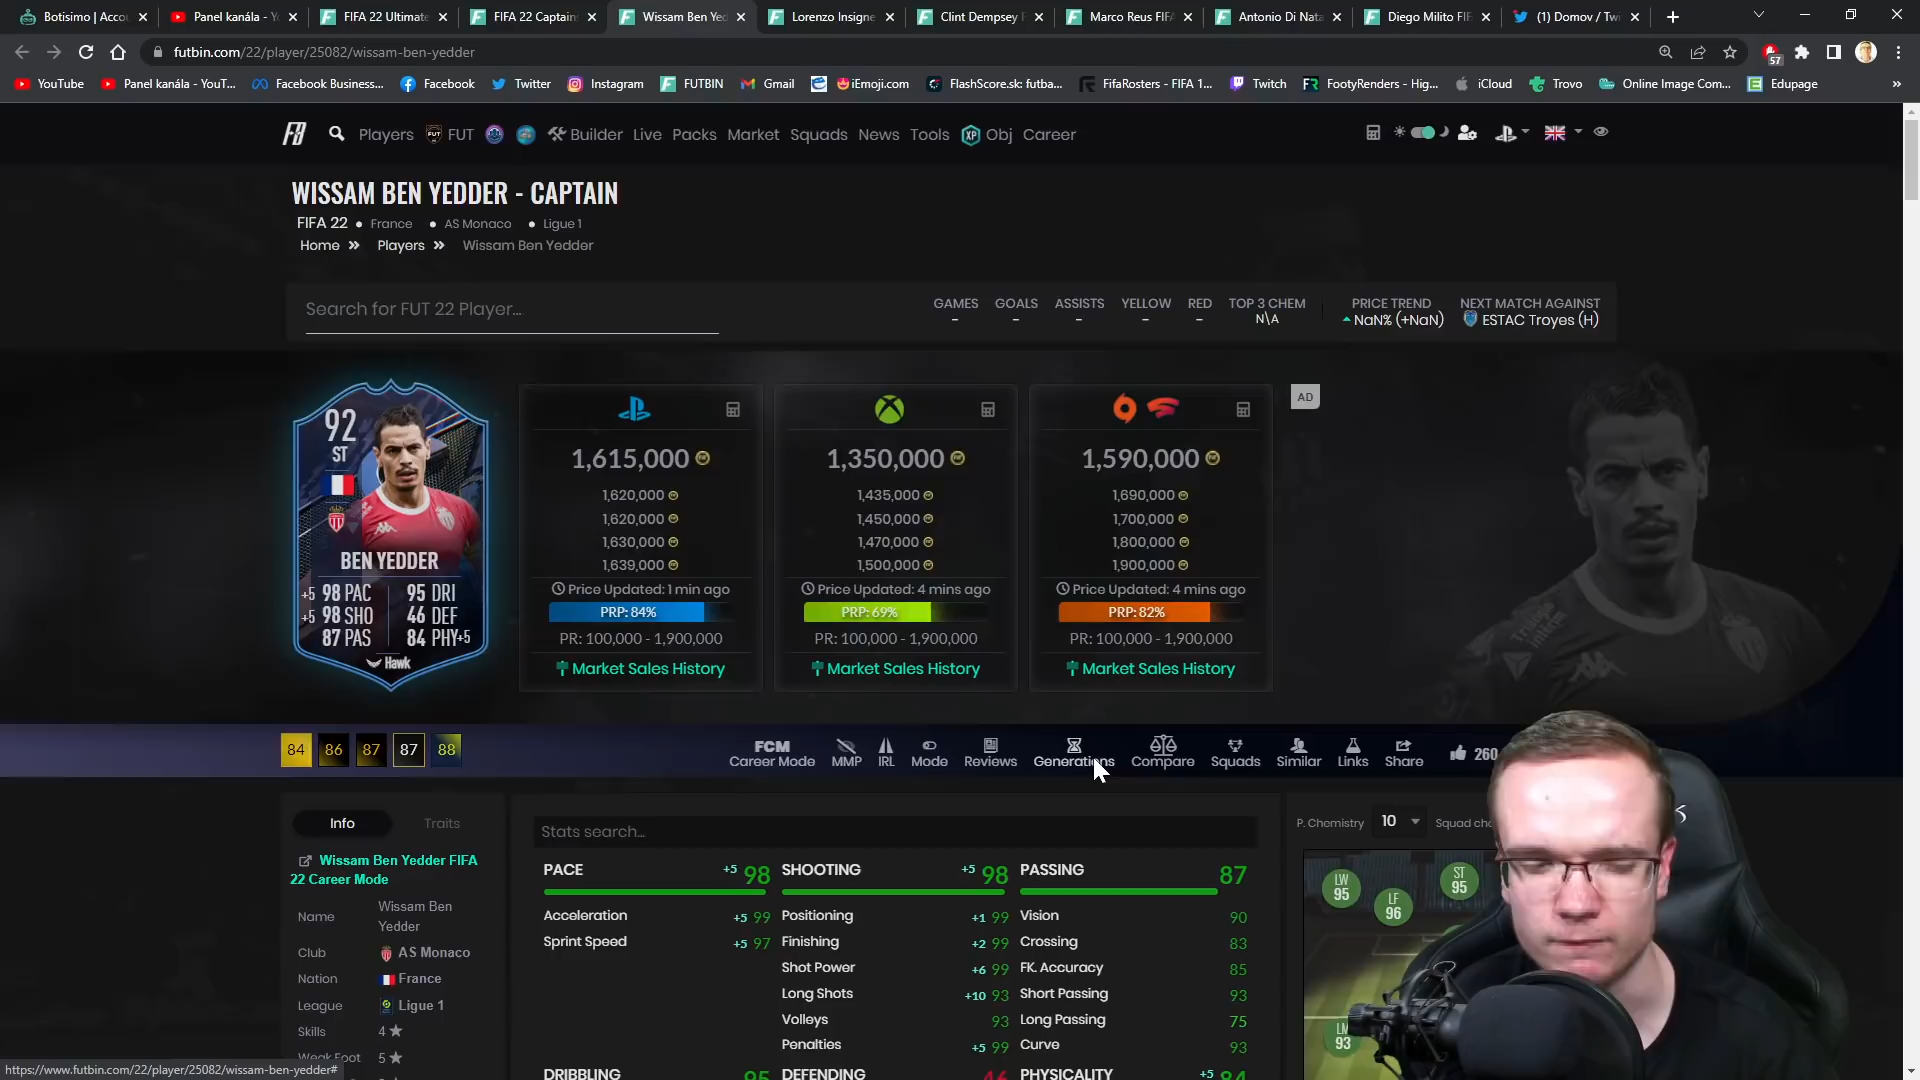 Botisimo | Accou
Panel kanála - Y
FIFA 22 Ultimate
FIFA 22 Captain
Wissam Ben Yed
Lorenzo Insigne
Clint Dempsey F
Marco Reus FIFA
Antonio Di Nata
Diego Milito FIF
(1) Domov / Twi
futbin.com/22/player/25082/wissam-ben-yedder
57
YouTube
Panel kanála - YouT...
Facebook Business...
Facebook
Twitter
Instagram
FUTBIN
Gmail
iEmoji.com
FlashScore.sk: futba...
FifaRosters - FIFA 1...
Twitch
FootyRenders - Hig...
iCloud
Trovo
Online Image Com...
Edupage
Players FUT Builder Live Packs Market Squads News Tools XP Obj Career
WISSAM BEN YEDDER - CAPTAIN
FIFA 22 • France • AS Monaco • Ligue 1
Home » Players » Wissam Ben Yedder
Search for FUT 22 Player...
GAMES GOALS ASSISTS YELLOW RED TOP 3 CHEM PRICE TREND NEXT MATCH AGAINST
- - - - - N\A NaN% (+NaN) ESTAC Troyes (H)
92
ST
BEN YEDDER
+5 98 PAC 95 DRI
+5 98 SHO 46 DEF
87 PAS 84 PHY+5
Hawk
1,615,000
1,620,000
1,620,000
1,630,000
1,639,000
Price Updated: 1 min ago
PRP: 84%
PR: 100,000 - 1,900,000
Market Sales History
1,350,000
1,435,000
1,450,000
1,470,000
1,500,000
Price Updated: 4 mins ago
PRP: 69%
PR: 100,000 - 1,900,000
Market Sales History
1,590,000
1,690,000
1,700,000
1,800,000
1,900,000
Price Updated: 4 mins ago
PRP: 82%
PR: 100,000 - 1,900,000
Market Sales History
AD
84 86 87 87 88
FCM
Career Mode MMP IRL Mode Reviews Generations Compare Squads Similar Links Share 260
Info Traits
Wissam Ben Yedder FIFA
22 Career Mode
Name Wissam Ben
Yedder
Club AS Monaco
Nation France
League Ligue 1
Skills 4
Weak Foot 5
Stats search...
PACE +5 98
Acceleration +5 99
Sprint Speed +5 97
DRIBBLING 95
SHOOTING +5 98
Positioning +1 99
Finishing +2 99
Shot Power +6 99
Long Shots +10 93
Volleys 93
Penalties +5 99
DEFENDING 46
PASSING 87
Vision 90
Crossing 83
FK. Accuracy 85
Short Passing 93
Long Passing 75
Curve 93
PHYSICALITY +5 84
P. Chemistry 10 Squad che
LW
95
LF
96
ST
95
LM
93
https://www.futbin.com/22/player/25082/wissam-ben-yedder#